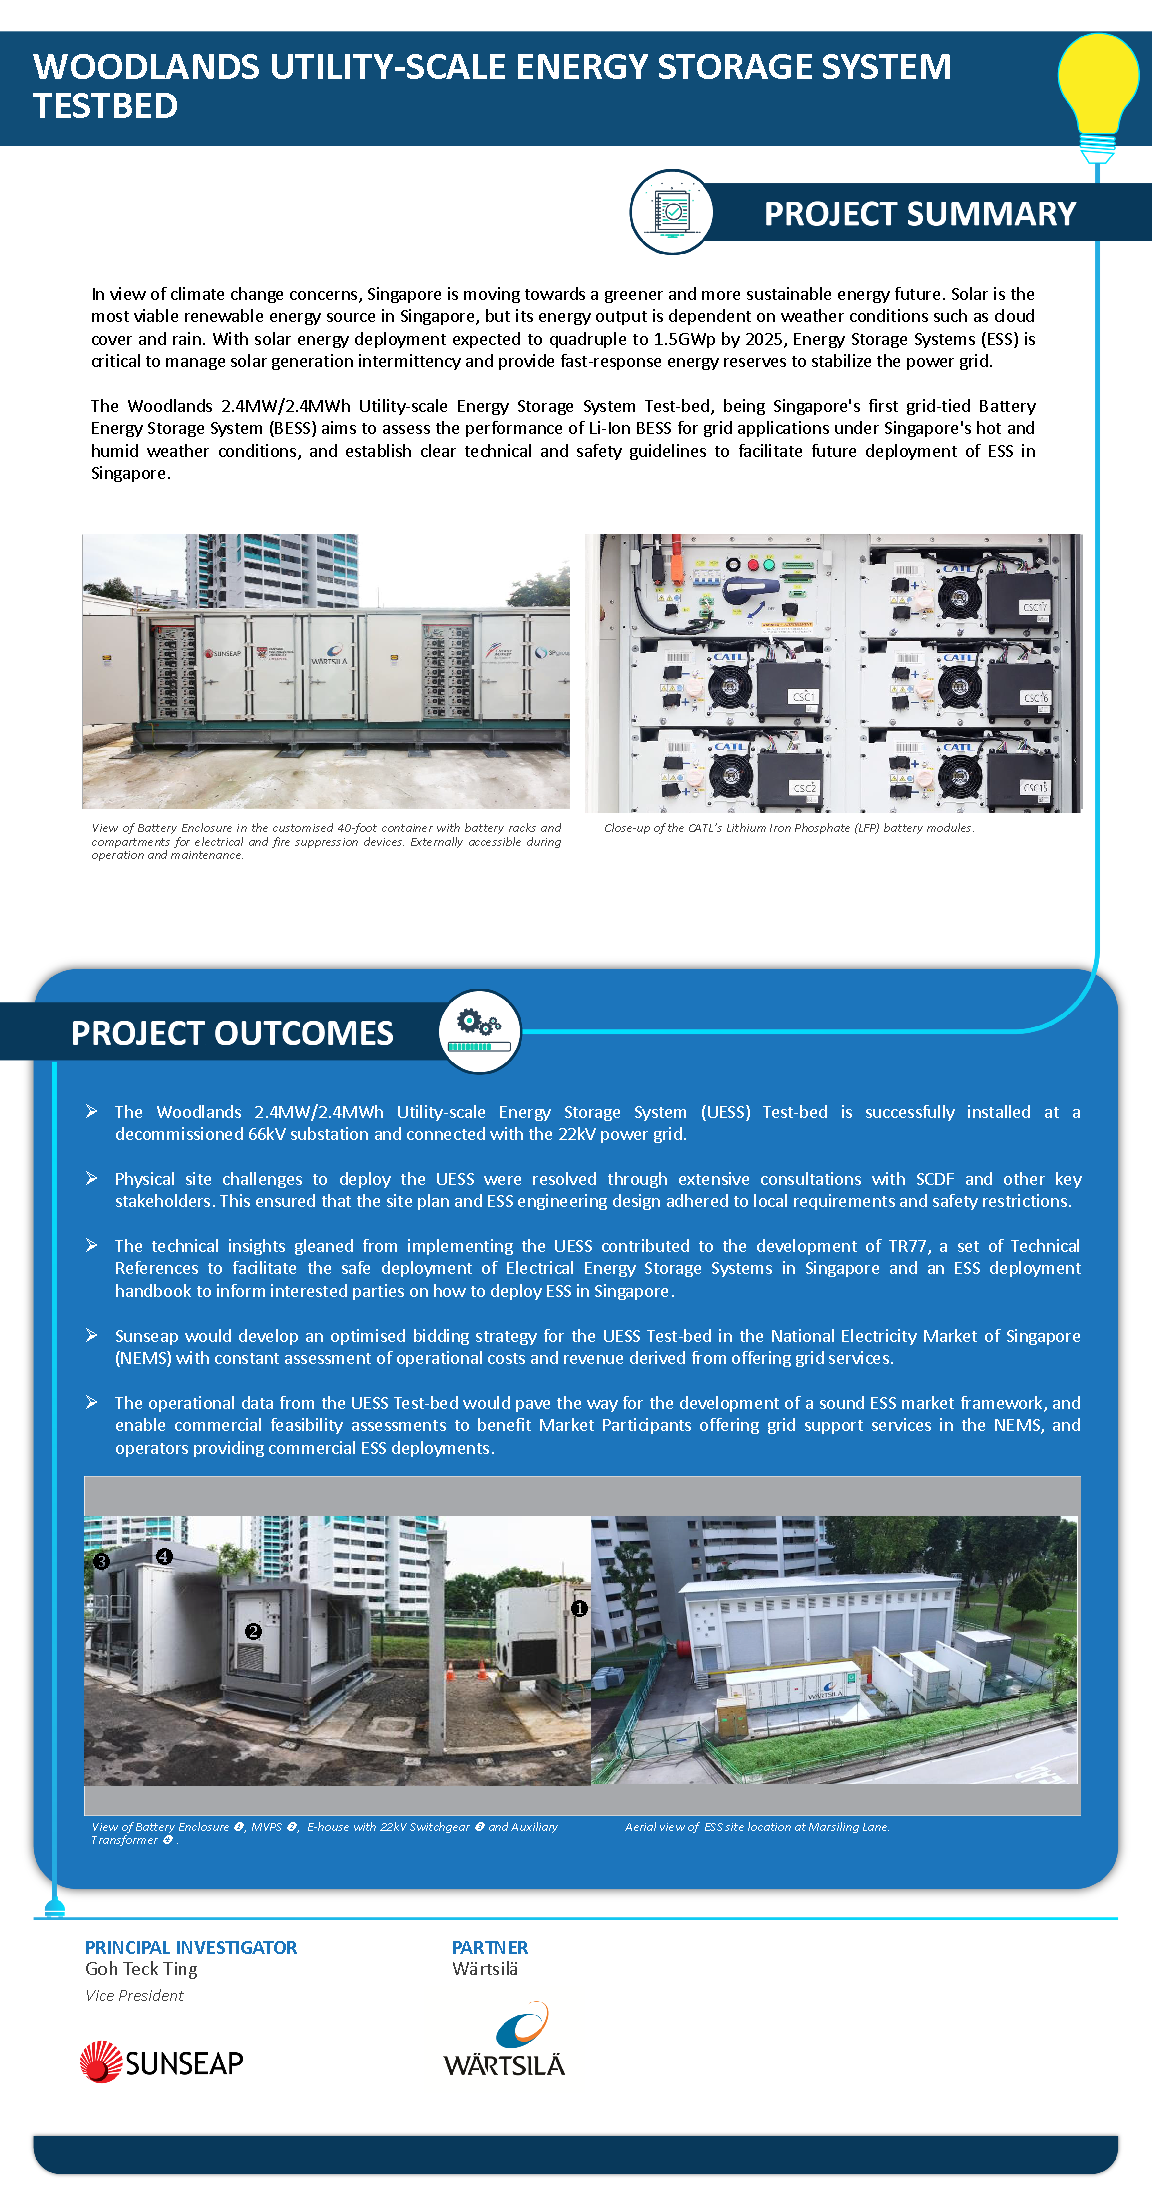 WOODLANDS UTILITY-SCALE ENERGY STORAGE SYSTEM
TESTBED
PROJECT SUMMARY
In view of climate change concerns, Singapore is moving towards a greener and more sustainable energy future. Solar is the
most viable renewable energy source in Singapore, but its energy output is dependent on weather conditions such as cloud
cover and rain. With solar energy deployment expected to quadruple to 1.5GWp by 2025, Energy Storage Systems (ESS) is
critical to manage solar generation intermittency and provide fast-response energy reserves to stabilize the power grid.
The Woodlands 2.4MW/2.4MWh Utility-scale Energy Storage System Test-bed, being Singapore's first grid-tied Battery
Energy Storage System (BESS) aims to assess the performance of Li-Ion BESS for grid applications under Singapore's hot and
humid weather conditions, and establish clear technical and safety guidelines to facilitate future deployment of ESS in
Singapore.
SUNSEAP
WÄRTSILÄ
CATL
CSC17
CATL
CATL
CSC1
CSC16
CATL
CATL
CSC2
CSC15
View of Battery Enclosure in the customised 40-foot container with battery racks and
compartments for electrical and fire suppression devices. Externally accessible during
operation and maintenance.
Close-up of the CATL's Lithium Iron Phosphate (LFP) battery modules.
PROJECT OUTCOMES
➢ The Woodlands 2.4MW/2.4MWh Utility-scale Energy Storage System (UESS) Test-bed is successfully installed at a
decommissioned 66kV substation and connected with the 22kV power grid.
➢ Physical site challenges to deploy the UESS were resolved through extensive consultations with SCDF and other key
stakeholders. This ensured that the site plan and ESS engineering design adhered to local requirements and safety restrictions.
➢ The technical insights gleaned from implementing the UESS contributed to the development of TR77, a set of Technical
References to facilitate the safe deployment of Electrical Energy Storage Systems in Singapore and an ESS deployment
handbook to inform interested parties on how to deploy ESS in Singapore.
➢ Sunseap would develop an optimised bidding strategy for the UESS Test-bed in the National Electricity Market of Singapore
(NEMS) with constant assessment of operational costs and revenue derived from offering grid services.
➢ The operational data from the UESS Test-bed would pave the way for the development of a sound ESS market framework, and
enable commercial feasibility assessments to benefit Market Participants offering grid support services in the NEMS, and
operators providing commercial ESS deployments.
❸
❹
❶
❷
WÄRTSILÄ
View of Battery Enclosure ❶, MVPS ❷, E-house with 22kV Switchgear ❸ and Auxiliary
Transformer ❹ .
Aerial view of ESS site location at Marsiling Lane.
PRINCIPAL INVESTIGATOR
Goh Teck Ting
Vice President
SUNSEAP
PARTNER
Wärtsilä
WÄRTSILÄ